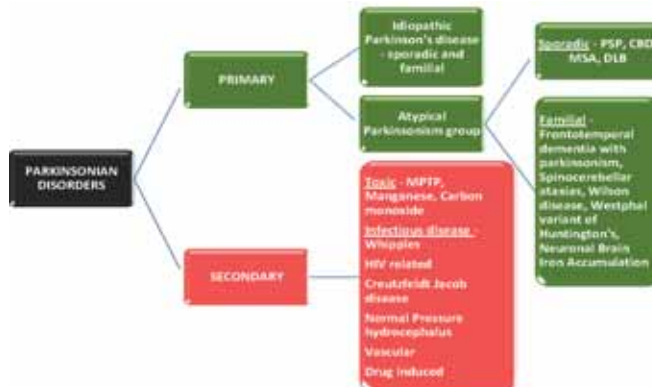 PARKINSONIAN
DISORDERS
PRIMARY
SECONDARY
Idiopathic
Parkinson's disease
- sporadic and
familial
Atypical
Parkinsonism group
Sporadic - PSP, CBD
MSA, DLB
Familial -
Frontotemporal
dementia with
parkinsonism,
Spinocerebellar
ataxias, Wilson
disease, Westphal
variant of
Huntington's,
Neuronal Brain
Iron Accumulation
Toxic - MPTP,
Manganese, Carbon
monoxide
Infectious disease -
Whipples
HIV related
Creutzfeldt Jacob
disease
Normal Pressure
hydrocephalus
Vascular
Drug induced